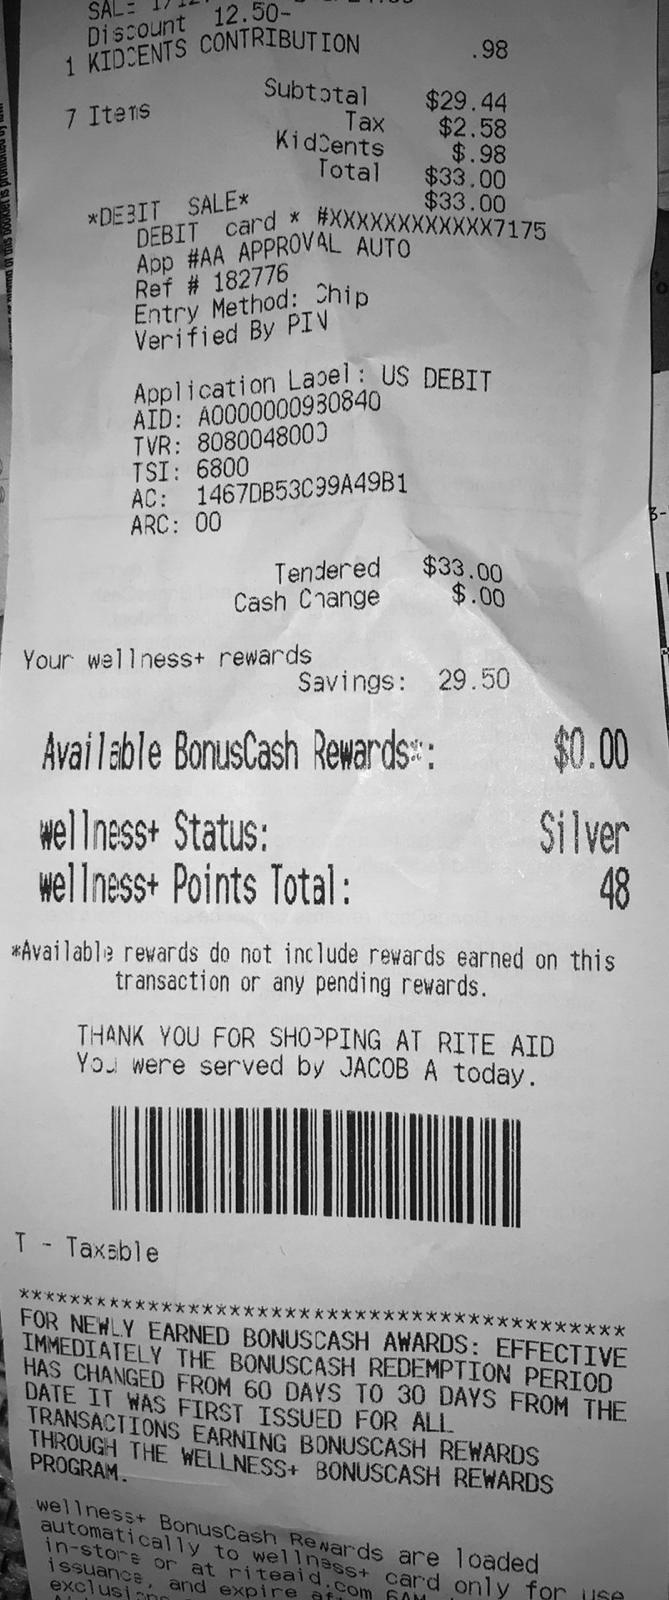 SAL= 1/12
Discount 12.50-
1 KIDCENTS CONTRIBUTION .98
Subtotal $29.44
7 Items Tax $2.58
KidCents $.98
Total $33.00
*DEBIT SALE* $33.00
DEBIT card * #XXXXXXXXXXXX7175
App #AA APPROVAL AUTO
Ref # 182776
Entry Method: Chip
Verified By PIN
Application Label: US DEBIT
AID: A0000000980840
TVR: 8080048000
TSI: 6800
AC: 1467DB53C99A49B1
ARC: 00
Tendered $33.00
Cash Change $.00
Your wellness+ rewards
Savings: 29.50
Available BonusCash Rewards*: $0.00
wellness+ Status: Silver
wellness+ Points Total: 48
*Available rewards do not include rewards earned on this
transaction or any pending rewards.
THANK YOU FOR SHOPPING AT RITE AID
You were served by JACOB A today.
T - Taxable
********************************************
FOR NEWLY EARNED BONUSCASH AWARDS: EFFECTIVE
IMMEDIATELY THE BONUSCASH REDEMPTION PERIOD
HAS CHANGED FROM 60 DAYS TO 30 DAYS FROM THE
DATE IT WAS FIRST ISSUED FOR ALL
TRANSACTIONS EARNING BONUSCASH REWARDS
THROUGH THE WELLNESS+ BONUSCASH REWARDS
PROGRAM.
wellness+ BonusCash Rewards are loaded
automatically to wellness+ card only for use
in-store or at riteaid.com 6AM
issuance, and expire